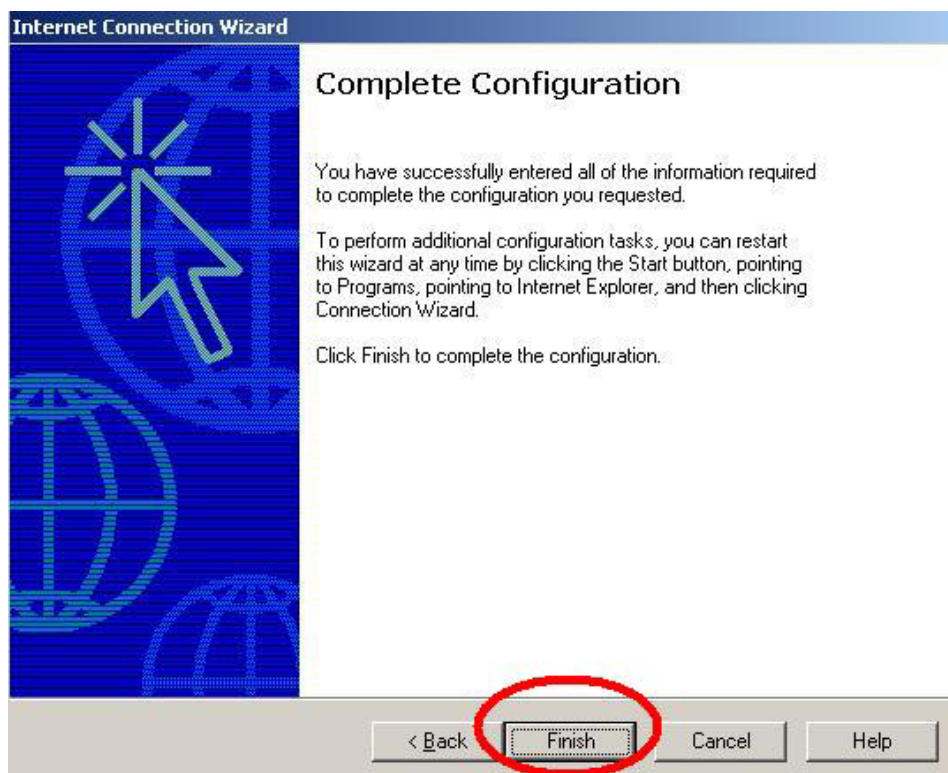 Internet Connection Wizard
Complete Configuration
You have successfully entered all of the information required
to complete the configuration you requested.
To perform additional configuration tasks, you can restart
this wizard at any time by clicking the Start button, pointing
to Programs, pointing to Internet Explorer, and then clicking
Connection Wizard.
Click Finish to complete the configuration.
< Back Finish Cancel Help